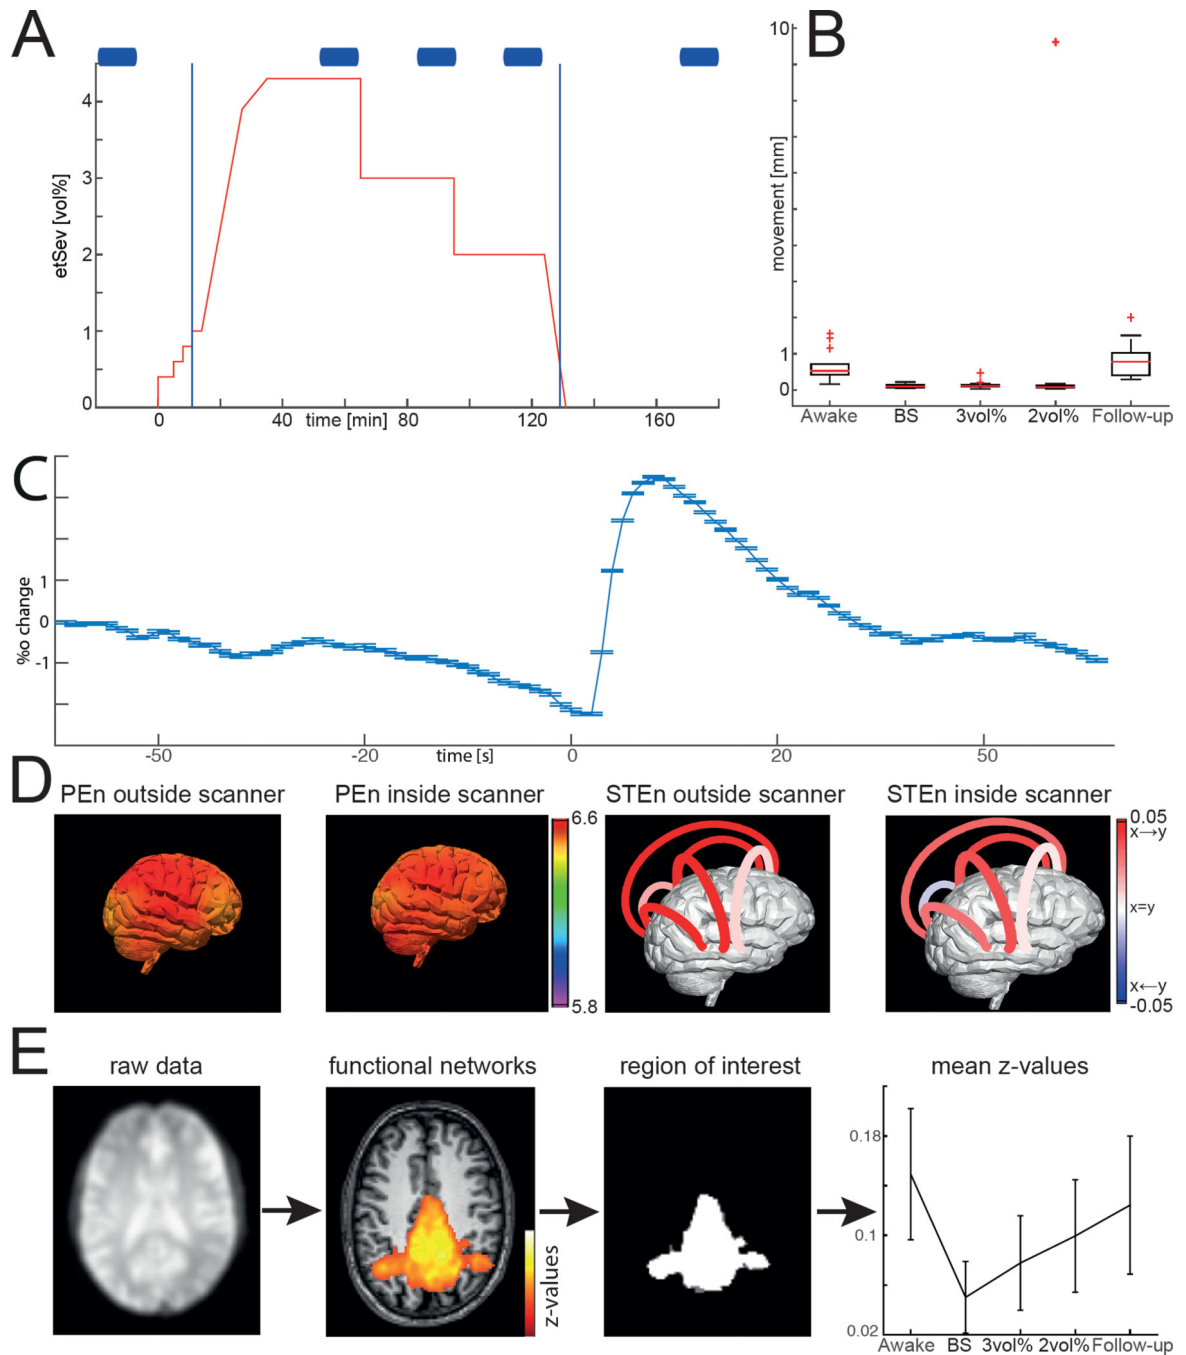 A
B
4
3
2
1
0
etSev [vol%]
0
40
time [min]
80
120
160
10
1
0
movement [mm]
Awake
BS
3vol%
2vol%
Follow-up
C
1
0
-1
%o change
-50
-20
time [s]
0
20
50
D
PEn outside scanner
PEn inside scanner
STEn outside scanner
STEn inside scanner
6.6
5.8
0.05
x→y
x=y
x←y
-0.05
E
raw data
functional networks
region of interest
mean z-values
z-values
0.18
0.1
0.02
Awake
BS
3vol%
2vol%
Follow-up